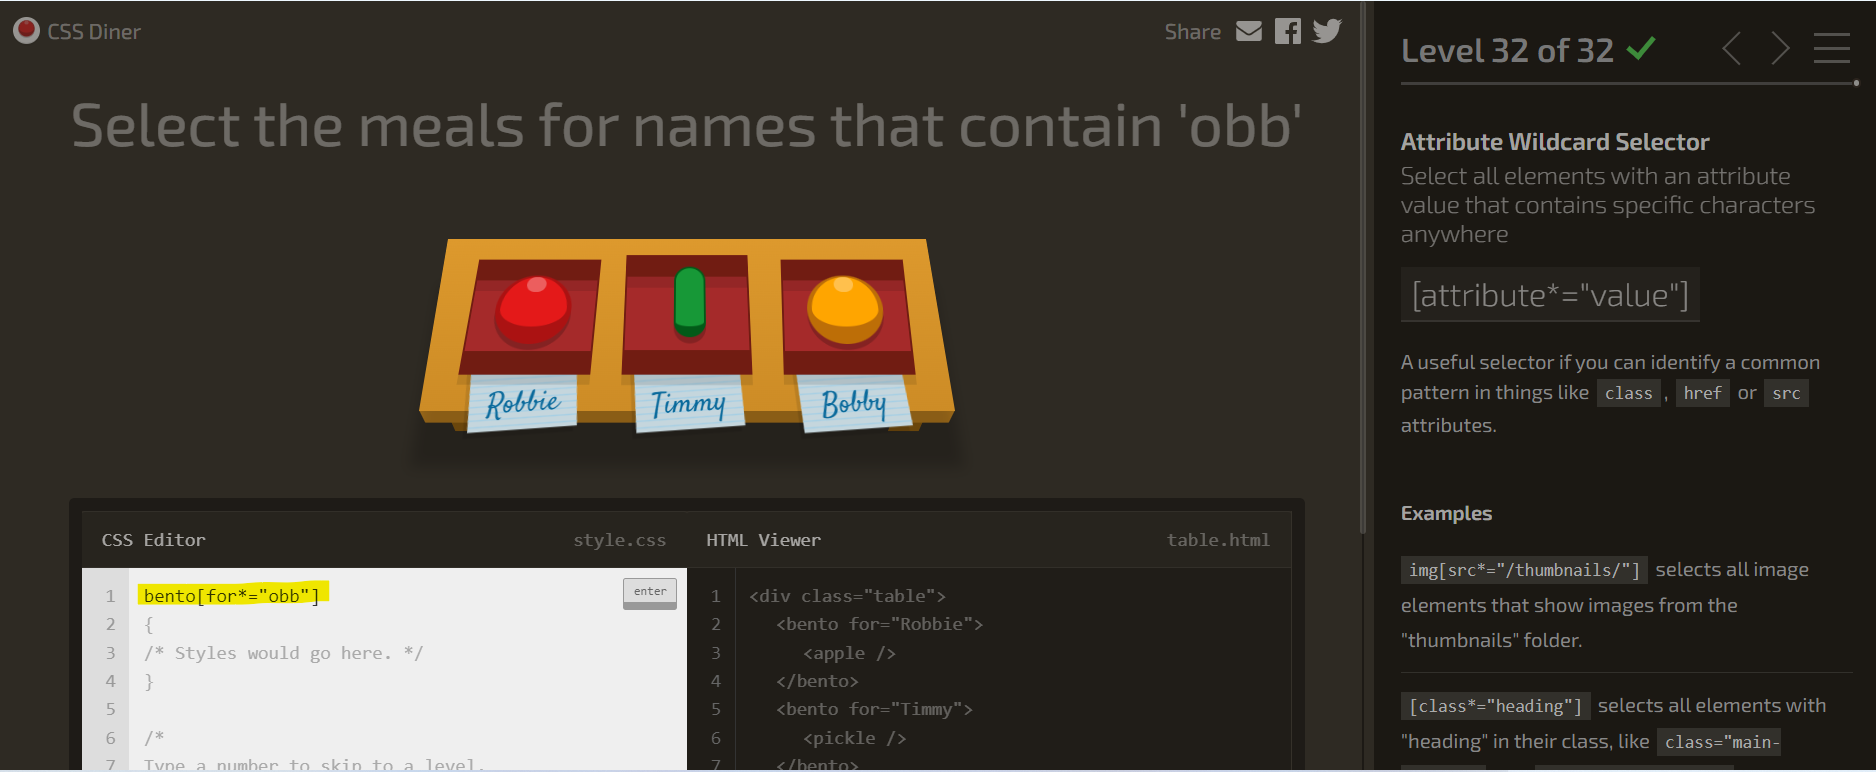 CSS Diner
Share
Select the meals for names that contain 'obb'
Robbie
Timmy
Bobby
CSS Editor
style.css
1 bento[for*="obb"]
enter
2 {
3 /* Styles would go here. */
4 }
5
6 /*
7 Type a number to skip to a level.
HTML Viewer
table.html
1 <div class="table">
2 <bento for="Robbie">
3 <apple />
4 </bento>
5 <bento for="Timmy">
6 <pickle />
7 </bento>
Level 32 of 32
Attribute Wildcard Selector
Select all elements with an attribute
value that contains specific characters
anywhere
[attribute*="value"]
A useful selector if you can identify a common
pattern in things like class, href or src
attributes.
Examples
img[src*="/thumbnails/"] selects all image
elements that show images from the
"thumbnails" folder.
[class*="heading"] selects all elements with
"heading" in their class, like class="main-